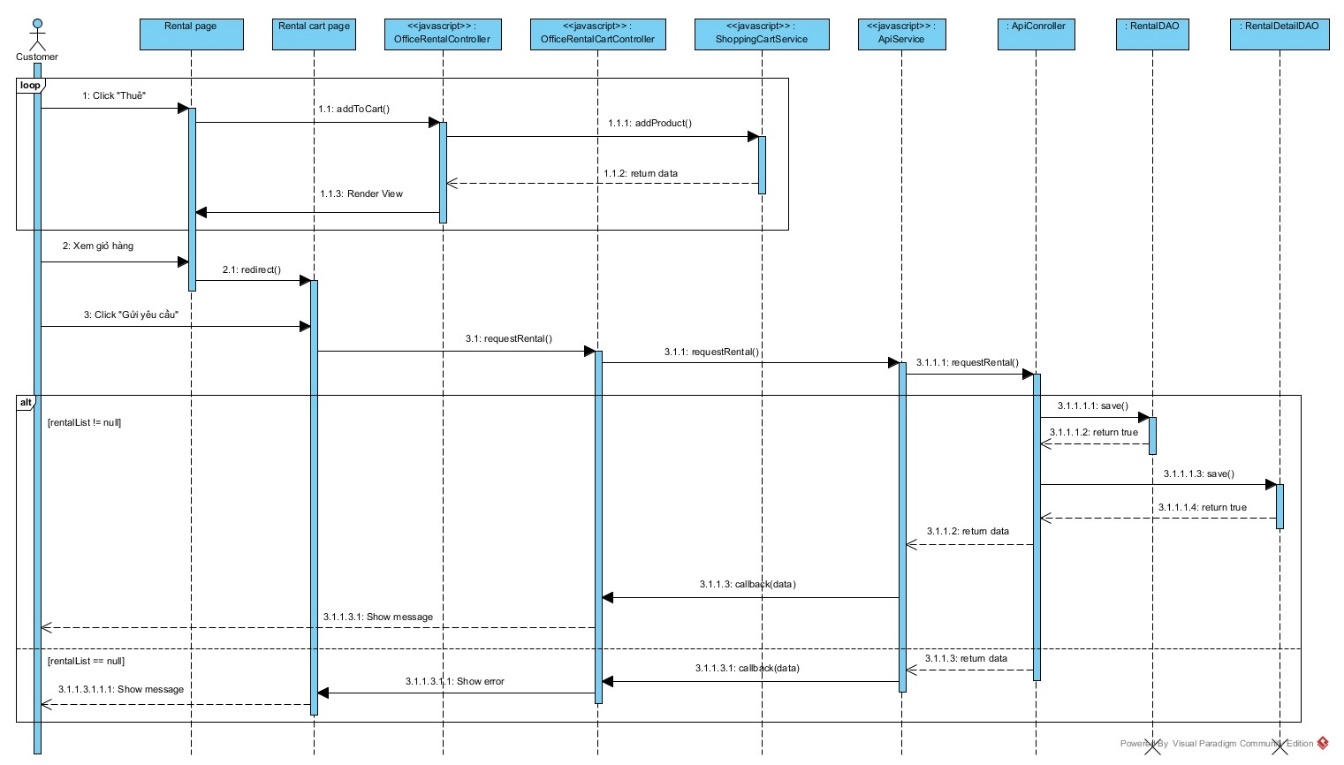 Rental page
Rental cart page
<<javascript>> :
OfficeRentalController
<<javascript>> :
OfficeRentalCartController
<<javascript>> :
ShoppingCartService
<<javascript>> :
ApiService
: ApiConroller
: RentalDAO
: RentalDetailDAO
Customer
loop
1: Click "Thuê"
1.1: addToCart()
1.1.1: addProduct()
1.1.2: return data
1.1.3: Render View
2: Xem giỏ hàng
2.1: redirect()
3: Click "Gửi yêu cầu"
3.1: requestRental()
3.1.1: requestRental()
3.1.1.1: requestRental()
alt
[rentalList != null]
3.1.1.1.1: save()
3.1.1.1.2: return true
3.1.1.1.3: save()
3.1.1.1.4: return true
3.1.1.2: return data
3.1.1.3: callback(data)
3.1.1.3.1: Show message
[rentalList == null]
3.1.1.3: return data
3.1.1.3.1: callback(data)
3.1.1.3.1.1: Show error
3.1.1.3.1.1.1: Show message
Powered By Visual Paradigm Community Edition